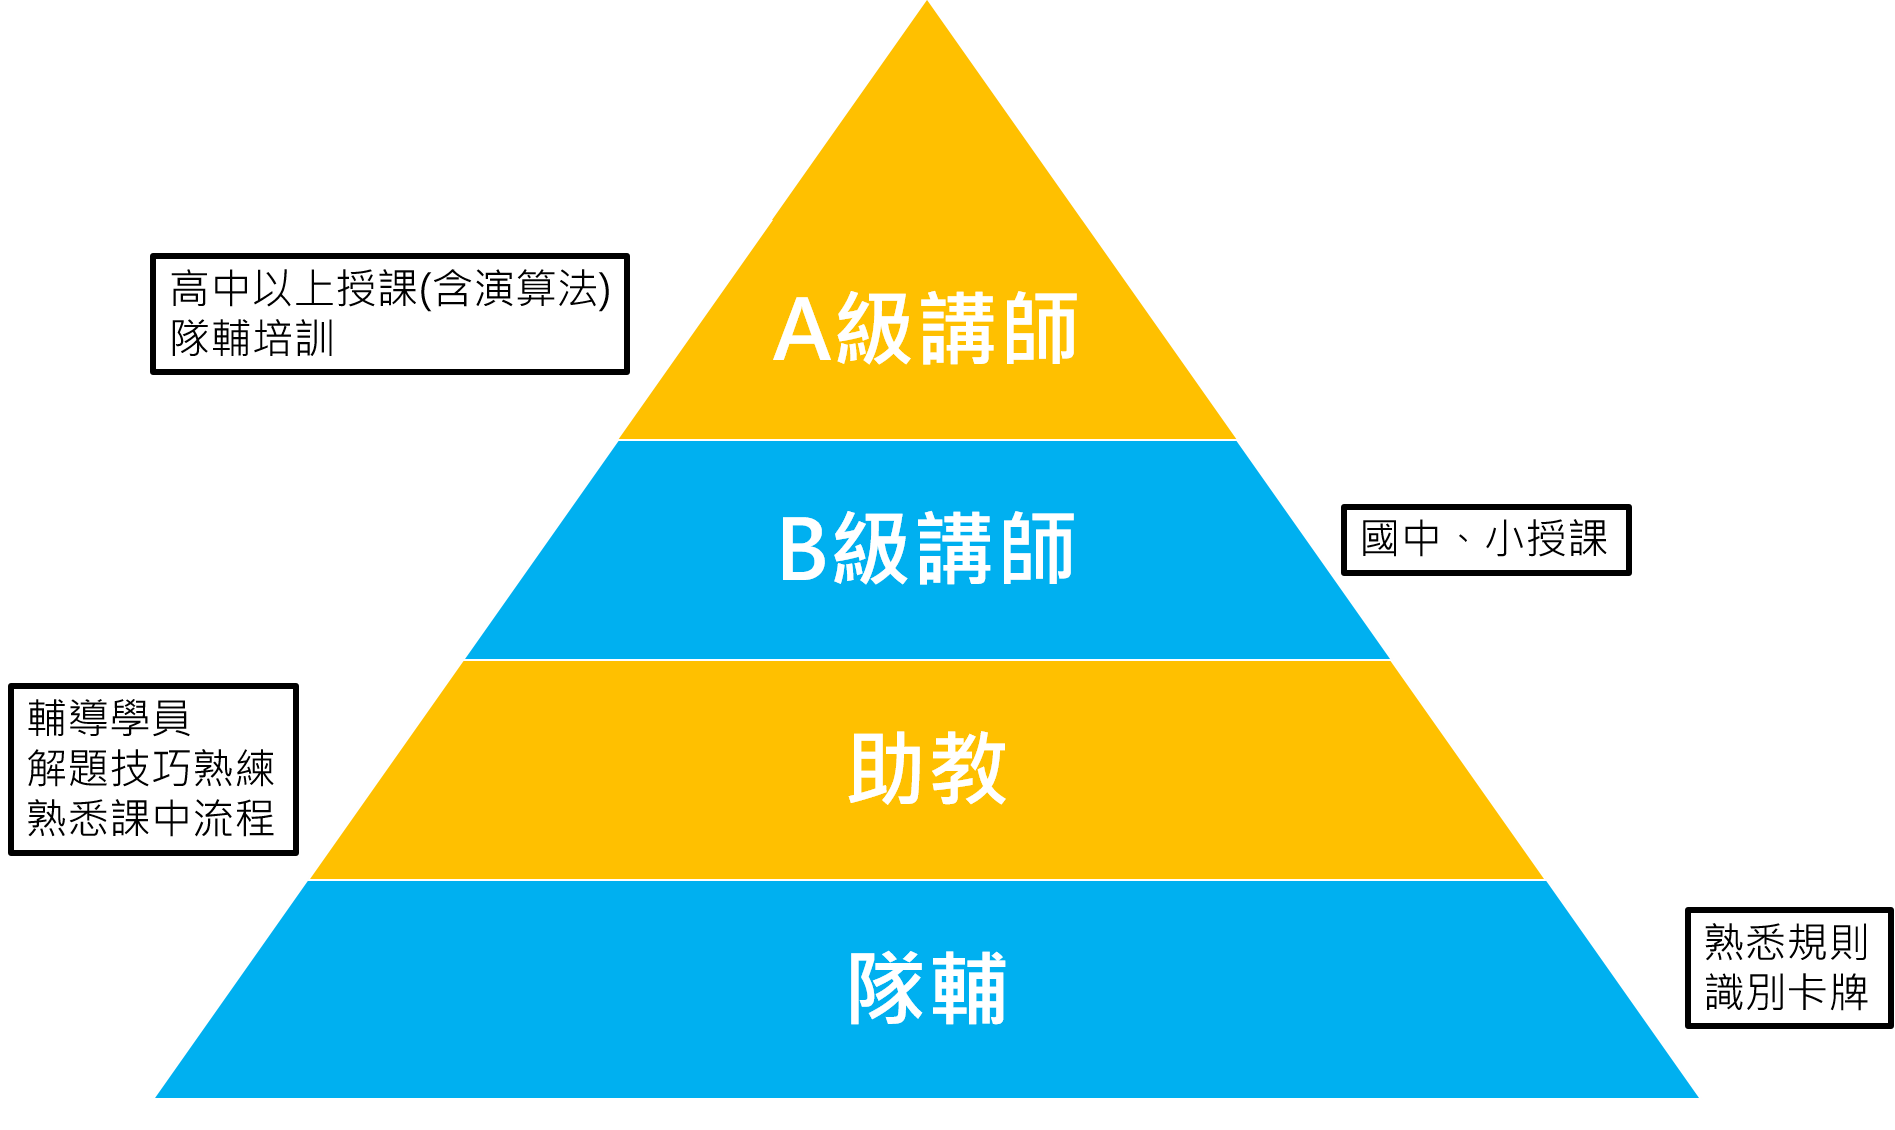 高中以上授課(含演算法)
隊輔培訓
A級講師
B級講師
國中、小授課
輔導學員
解題技巧熟練
熟悉課中流程
助教
隊輔
熟悉規則
識別卡牌